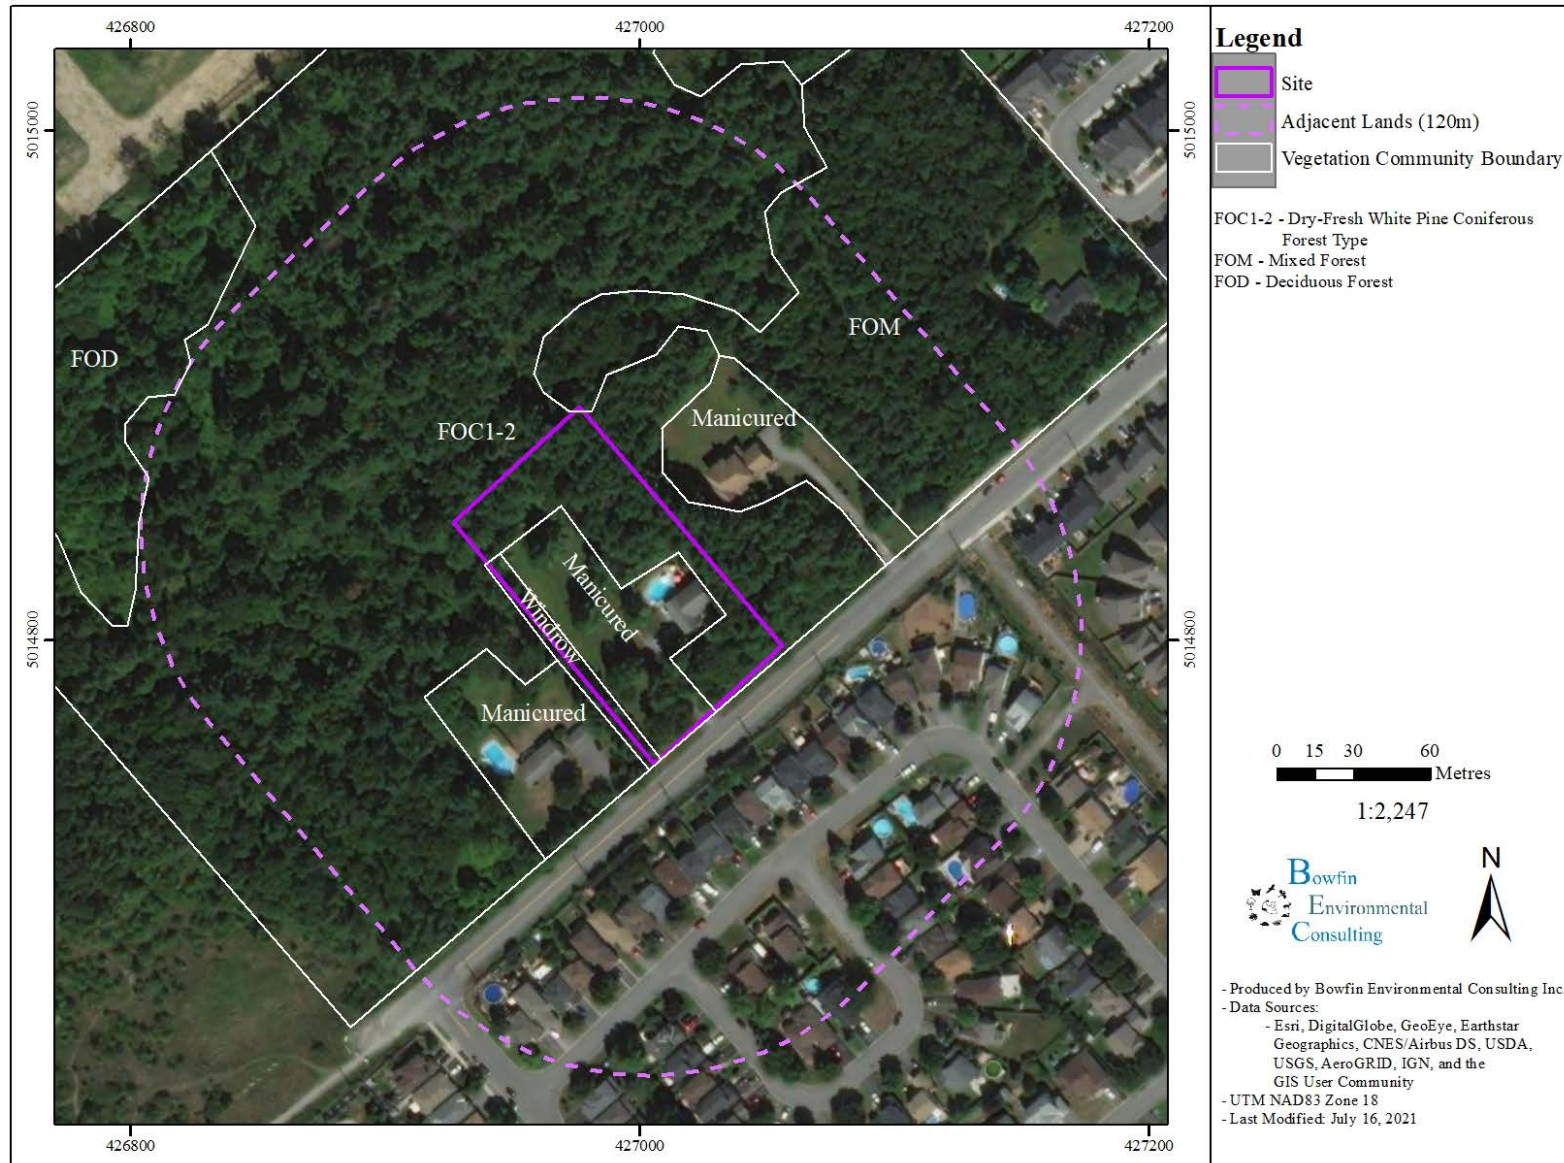 426800
427000
427200
5015000
5015000
FOD
FOM
FOC1-2
Manicured
Manicured
Windrow
Manicured
5014800
5014800
426800
427000
427200
Legend
Site
Adjacent Lands (120m)
Vegetation Community Boundary
FOC1-2 - Dry-Fresh White Pine Coniferous
Forest Type
FOM - Mixed Forest
FOD - Deciduous Forest
0 15 30 60
Metres
1:2,247
Bowfin
Environmental
Consulting
N
- Produced by Bowfin Environmental Consulting Inc
- Data Sources:
- Esri, DigitalGlobe, GeoEye, Earthstar
Geographics, CNES/Airbus DS, USDA,
USGS, AeroGRID, IGN, and the
GIS User Community
- UTM NAD83 Zone 18
- Last Modified: July 16, 2021